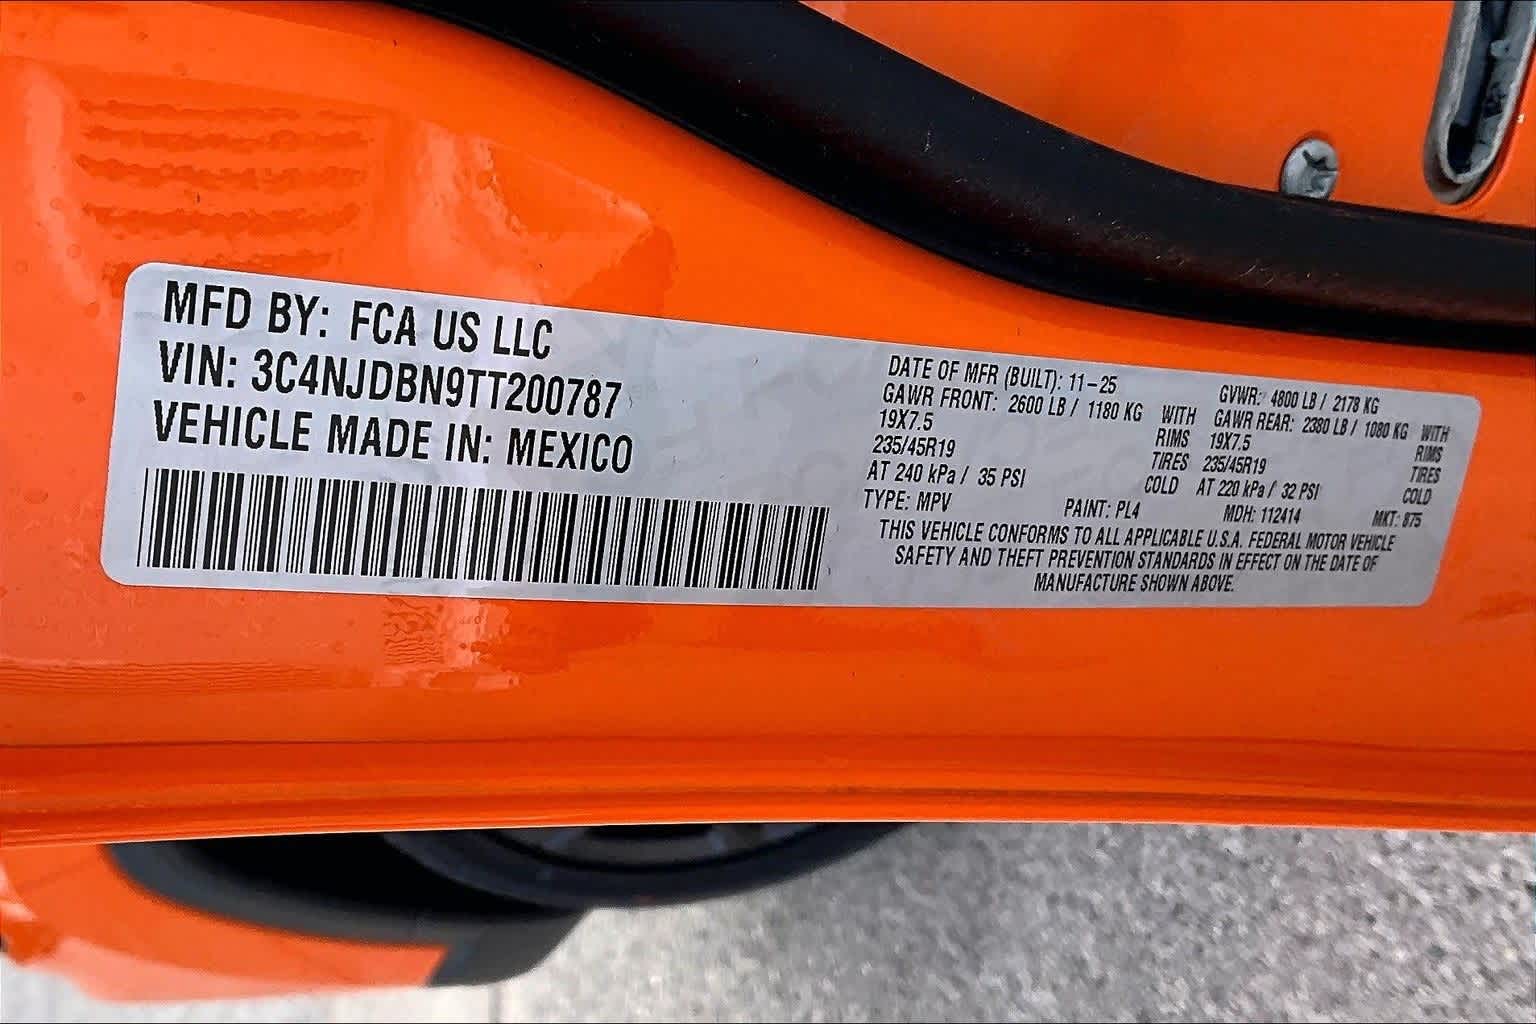 MFD BY: FCA US LLC
VIN: 3C4NJDBN9TT200787
VEHICLE MADE IN: MEXICO
DATE OF MFR (BUILT): 11-25
GVWR: 4800 LB / 2178 KG
GAWR FRONT: 2600 LB / 1180 KG WITH
19X7.5 RIMS
235/45R19 TIRES
AT 240 kPa / 35 PSI COLD
GAWR REAR: 2380 LB / 1080 KG WITH
19X7.5 RIMS
235/45R19 TIRES
AT 220 kPa / 32 PSI COLD
TYPE: MPV PAINT: PL4 MDH: 112414 MKT: 875
THIS VEHICLE CONFORMS TO ALL APPLICABLE U.S.A. FEDERAL MOTOR VEHICLE
SAFETY AND THEFT PREVENTION STANDARDS IN EFFECT ON THE DATE OF
MANUFACTURE SHOWN ABOVE.